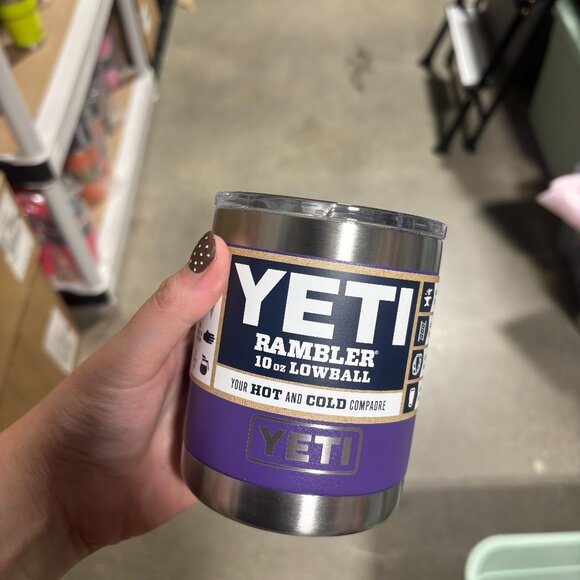 YETI
RAMBLER®
10 oz LOWBALL
YOUR HOT AND COLD COMPADRE
YETI